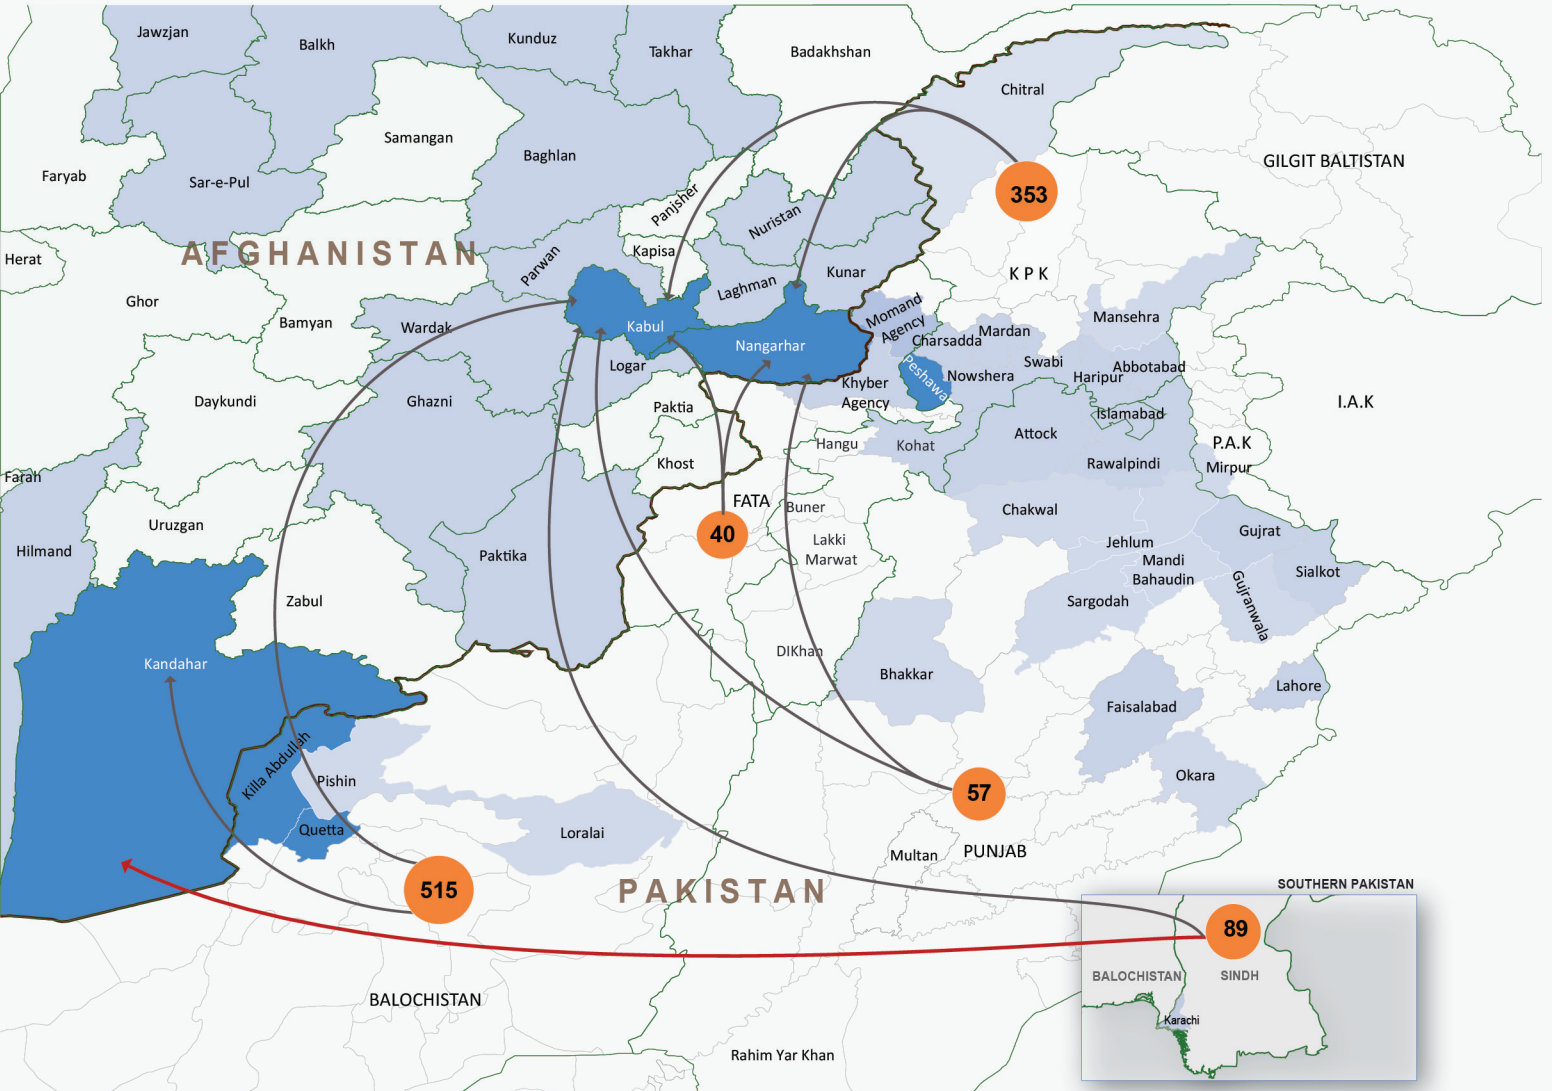 Jawzjan
Balkh
Kunduz
Takhar
Badakhshan
Chitral
Samangan
Baghlan
GILGIT BALTISTAN
Faryab
Sar-e-Pul
353
Panjsher
Nuristan
AFGHANISTAN
Herat
Parwan
Kapisa
Kunar
KPK
Laghman
Ghor
Bamyan
Wardak
Kabul
Nangarhar
Momand
Agency
Charsadda
Mardan
Mansehra
Logar
Khyber
Agency
Peshawa
Nowshera
Swabi
Haripur
Abbotabad
Daykundi
Ghazni
Paktia
Islamabad
I.A.K
Hangu
Kohat
Attock
P.A.K
Mirpur
Khost
Rawalpindi
Farah
FATA
Buner
Chakwal
Uruzgan
40
Lakki
Marwat
Gujrat
Hilmand
Paktika
Jehlum
Mandi
Bahaudin
Sialkot
Zabul
Sargodah
Gujranwala
Kandahar
DIKhan
Bhakkar
Lahore
Faisalabad
Killa Abdullah
Pishin
57
Okara
Quetta
Loralai
Multan
PUNJAB
515
PAKISTAN
SOUTHERN PAKISTAN
89
BALOCHISTAN
SINDH
BALOCHISTAN
Karachi
Rahim Yar Khan